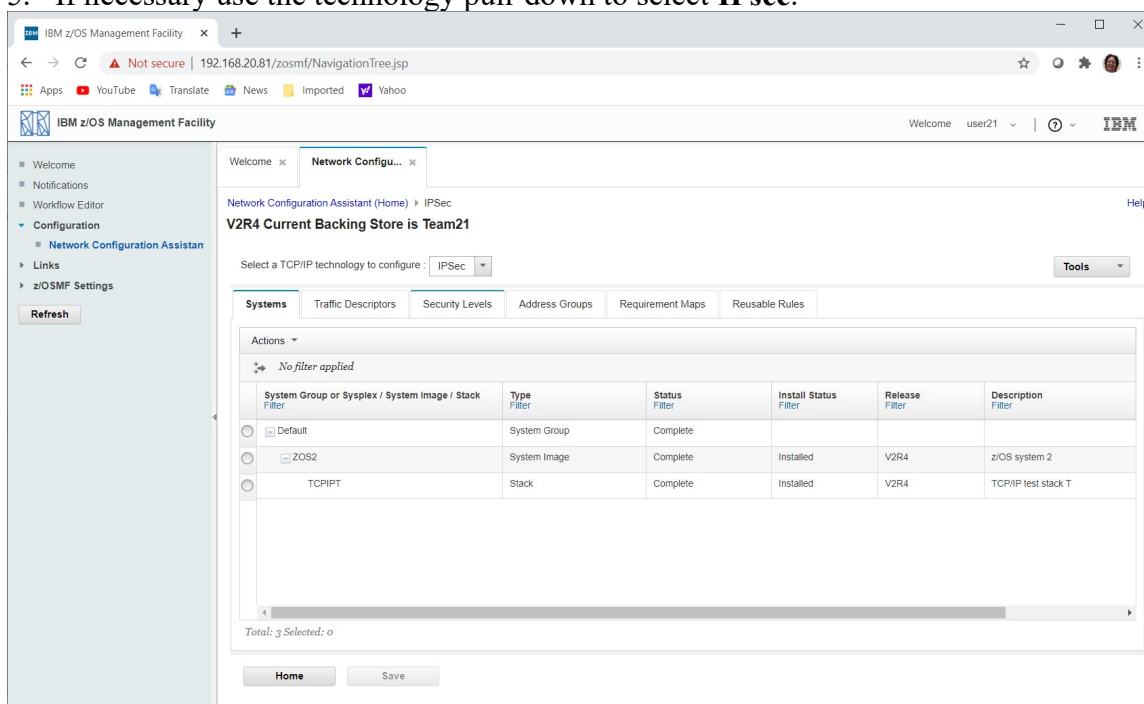 5. If necessary use the technology pull-down to select IPsec.
IBM IBM z/OS Management Facility × +
Not secure | 192.168.20.81/zosmf/NavigationTree.jsp
Apps YouTube Translate News Imported Yahoo
IBM z/OS Management Facility Welcome user21 IBM
Welcome
Notifications
Workflow Editor
Configuration
Network Configuration Assistan
Links
z/OSMF Settings
Refresh
Welcome × Network Configu... ×
Network Configuration Assistant (Home) IPSec Help
V2R4 Current Backing Store is Team21
Select a TCP/IP technology to configure : IPSec Tools
Systems Traffic Descriptors Security Levels Address Groups Requirement Maps Reusable Rules
Actions
No filter applied
System Group or Sysplex / System Image / Stack Type Status Install Status Release Description
Filter Filter Filter Filter Filter Filter
Default System Group Complete
ZOS2 System Image Complete Installed V2R4 z/OS system 2
TCPIPT Stack Complete Installed V2R4 TCP/IP test stack T
Total: 3 Selected: 0
Home Save